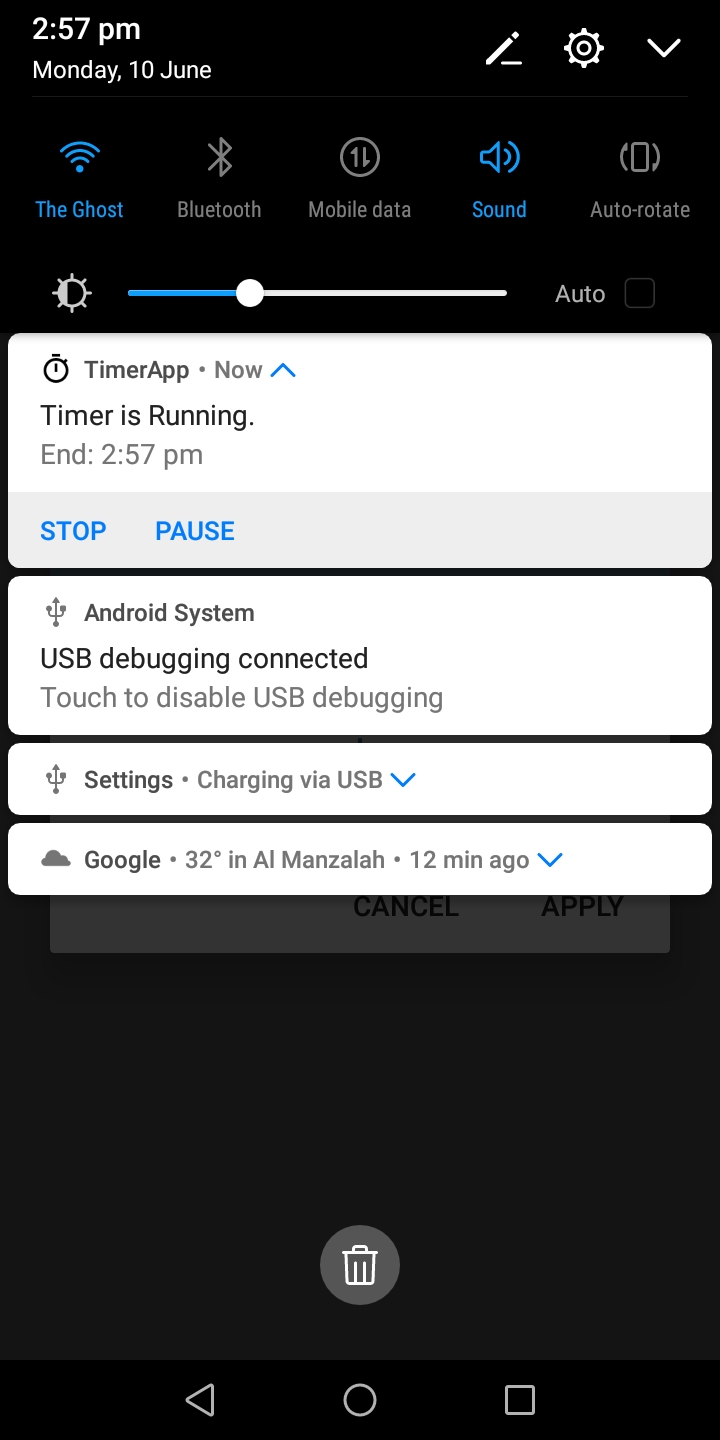 2:57 pm
Monday, 10 June
The Ghost
Bluetooth
Mobile data
Sound
Auto-rotate
Auto
TimerApp • Now
Timer is Running.
End: 2:57 pm
STOP
PAUSE
Android System
USB debugging connected
Touch to disable USB debugging
Settings • Charging via USB
Google • 32° in Al Manzalah • 12 min ago
CANCEL
APPLY